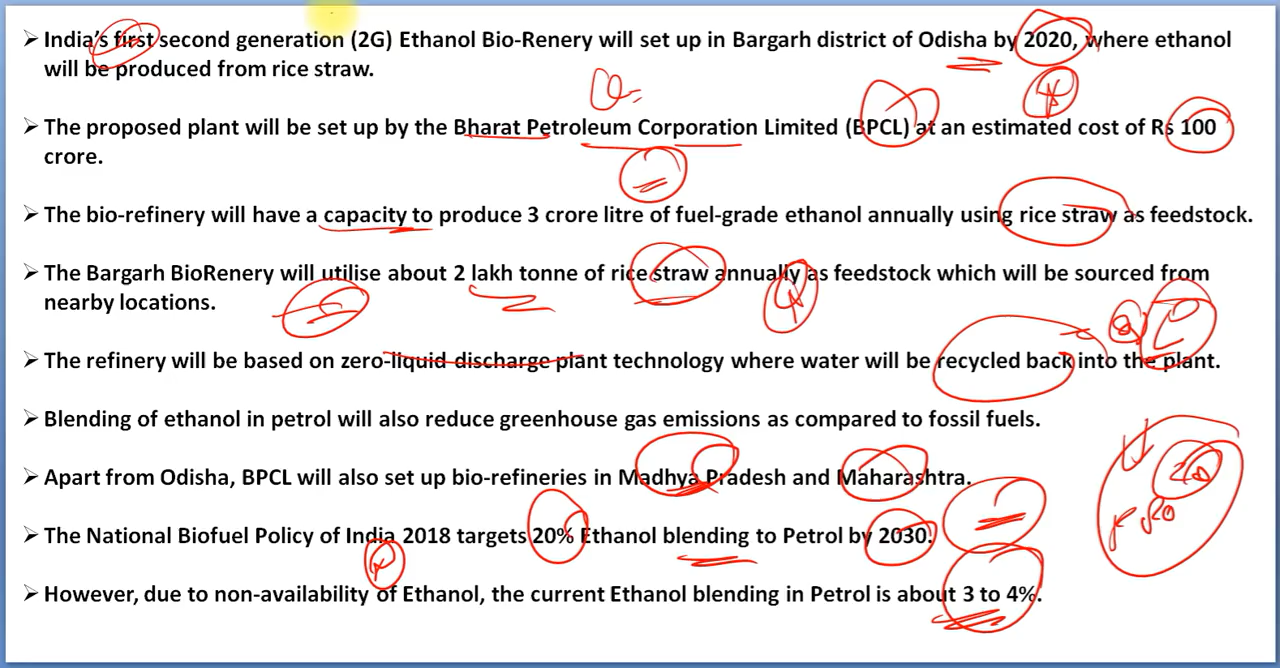 ➢ India's first second generation (2G) Ethanol Bio-Renery will set up in Bargarh district of Odisha by 2020, where ethanol
will be produced from rice straw.
➢ The proposed plant will be set up by the Bharat Petroleum Corporation Limited (BPCL) at an estimated cost of Rs 100
crore.
➢ The bio-refinery will have a capacity to produce 3 crore litre of fuel-grade ethanol annually using rice straw as feedstock.
➢ The Bargarh BioRenery will utilise about 2 lakh tonne of rice straw annually as feedstock which will be sourced from
nearby locations.
➢ The refinery will be based on zero-liquid discharge plant technology where water will be recycled back into the plant.
➢ Blending of ethanol in petrol will also reduce greenhouse gas emissions as compared to fossil fuels.
➢ Apart from Odisha, BPCL will also set up bio-refineries in Madhya Pradesh and Maharashtra.
➢ The National Biofuel Policy of India 2018 targets 20% Ethanol blending to Petrol by 2030.
➢ However, due to non-availability of Ethanol, the current Ethanol blending in Petrol is about 3 to 4%.